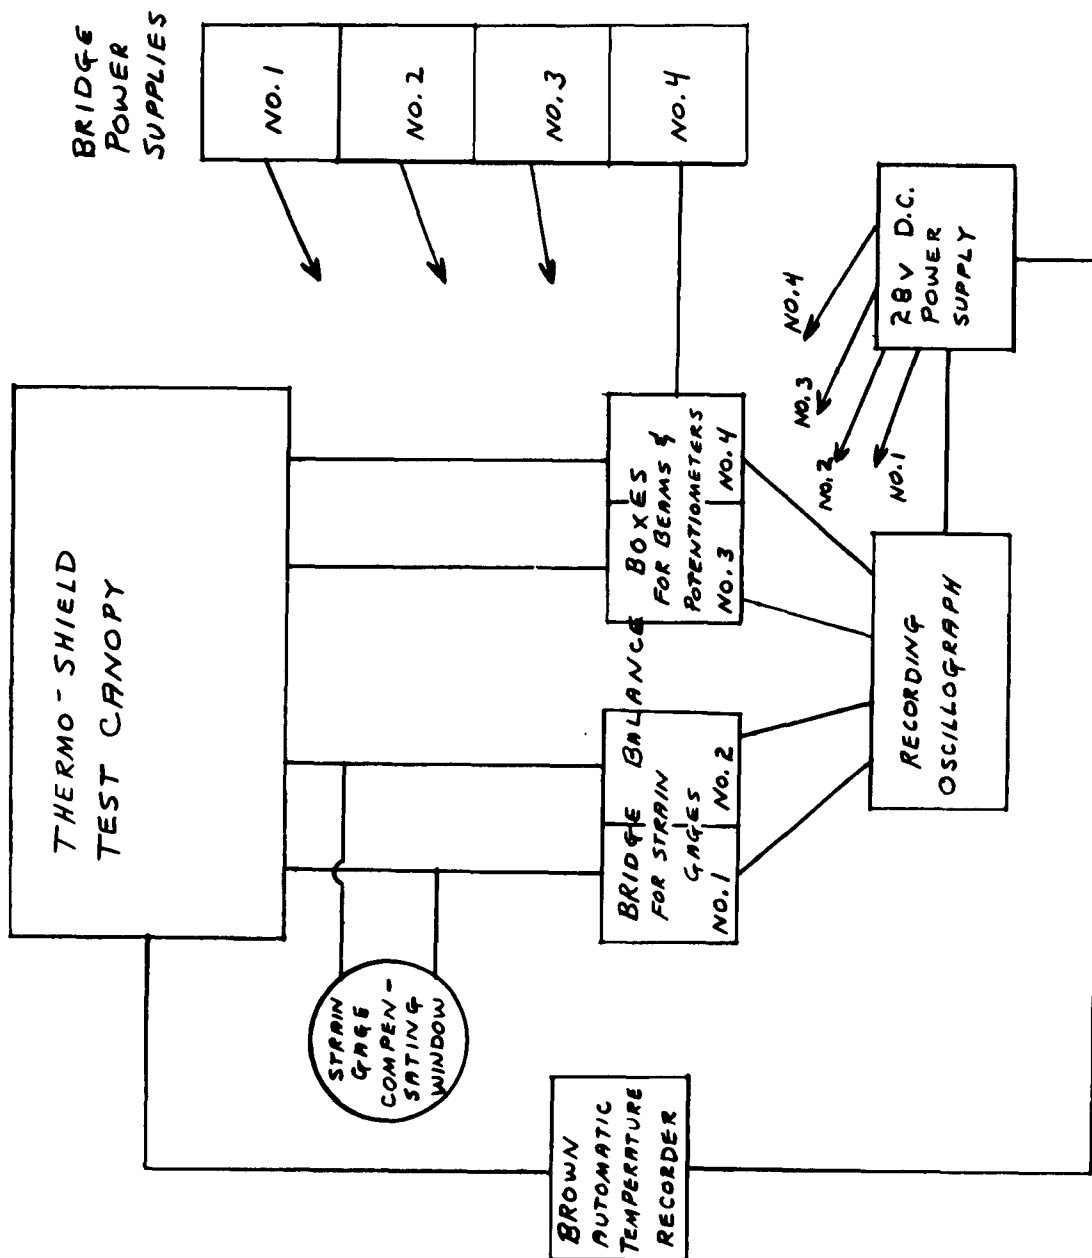 THERMO-SHIELD
TEST CANOPY
BRIDGE
POWER
SUPPLIES
NO.1
NO.2
NO.3
NO.4
STRAIN
GAGE
COMPEN-
SATING
WINDOW
BROWN
AUTOMATIC
TEMPERATURE
RECORDER
BRIDGE BALANCE BOXES
FOR STRAIN
GAGES
NO.1 NO.2
FOR BEAMS &
POTENTIOMETERS
NO.3 NO.4
RECORDING
OSCILLOGRAPH
NO.1
NO.2
NO.3
NO.4
28V D.C.
POWER
SUPPLY